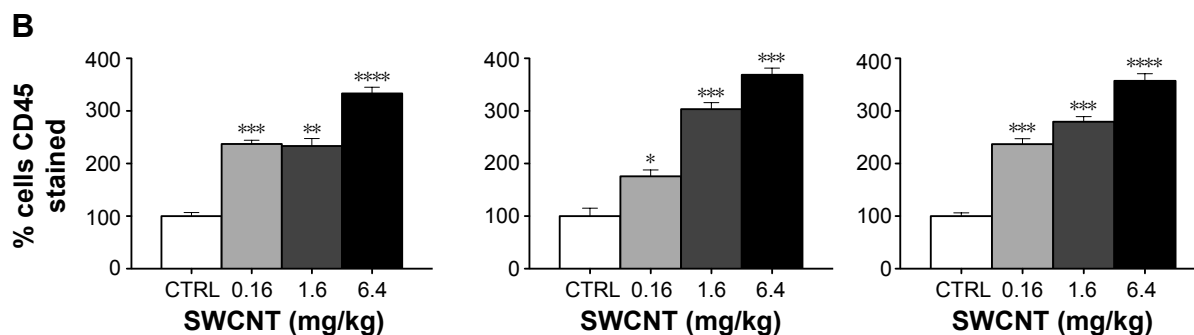 B
% cells CD45
stained
400
300
200
100
0
***
**
****
CTRL 0.16 1.6 6.4
SWCNT (mg/kg)
400
300
200
100
0
*
***
***
CTRL 0.16 1.6 6.4
SWCNT (mg/kg)
400
300
200
100
0
***
***
****
CTRL 0.16 1.6 6.4
SWCNT (mg/kg)